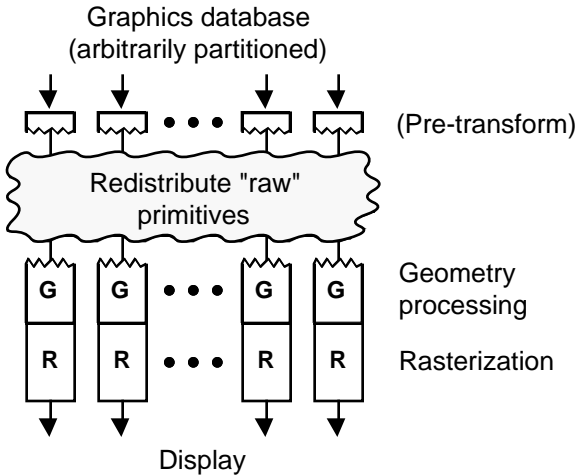 Graphics database
(arbitrarily partitioned)
(Pre-transform)
Redistribute "raw"
primitives
G G G G
Geometry
processing
R R R R
Rasterization
Display